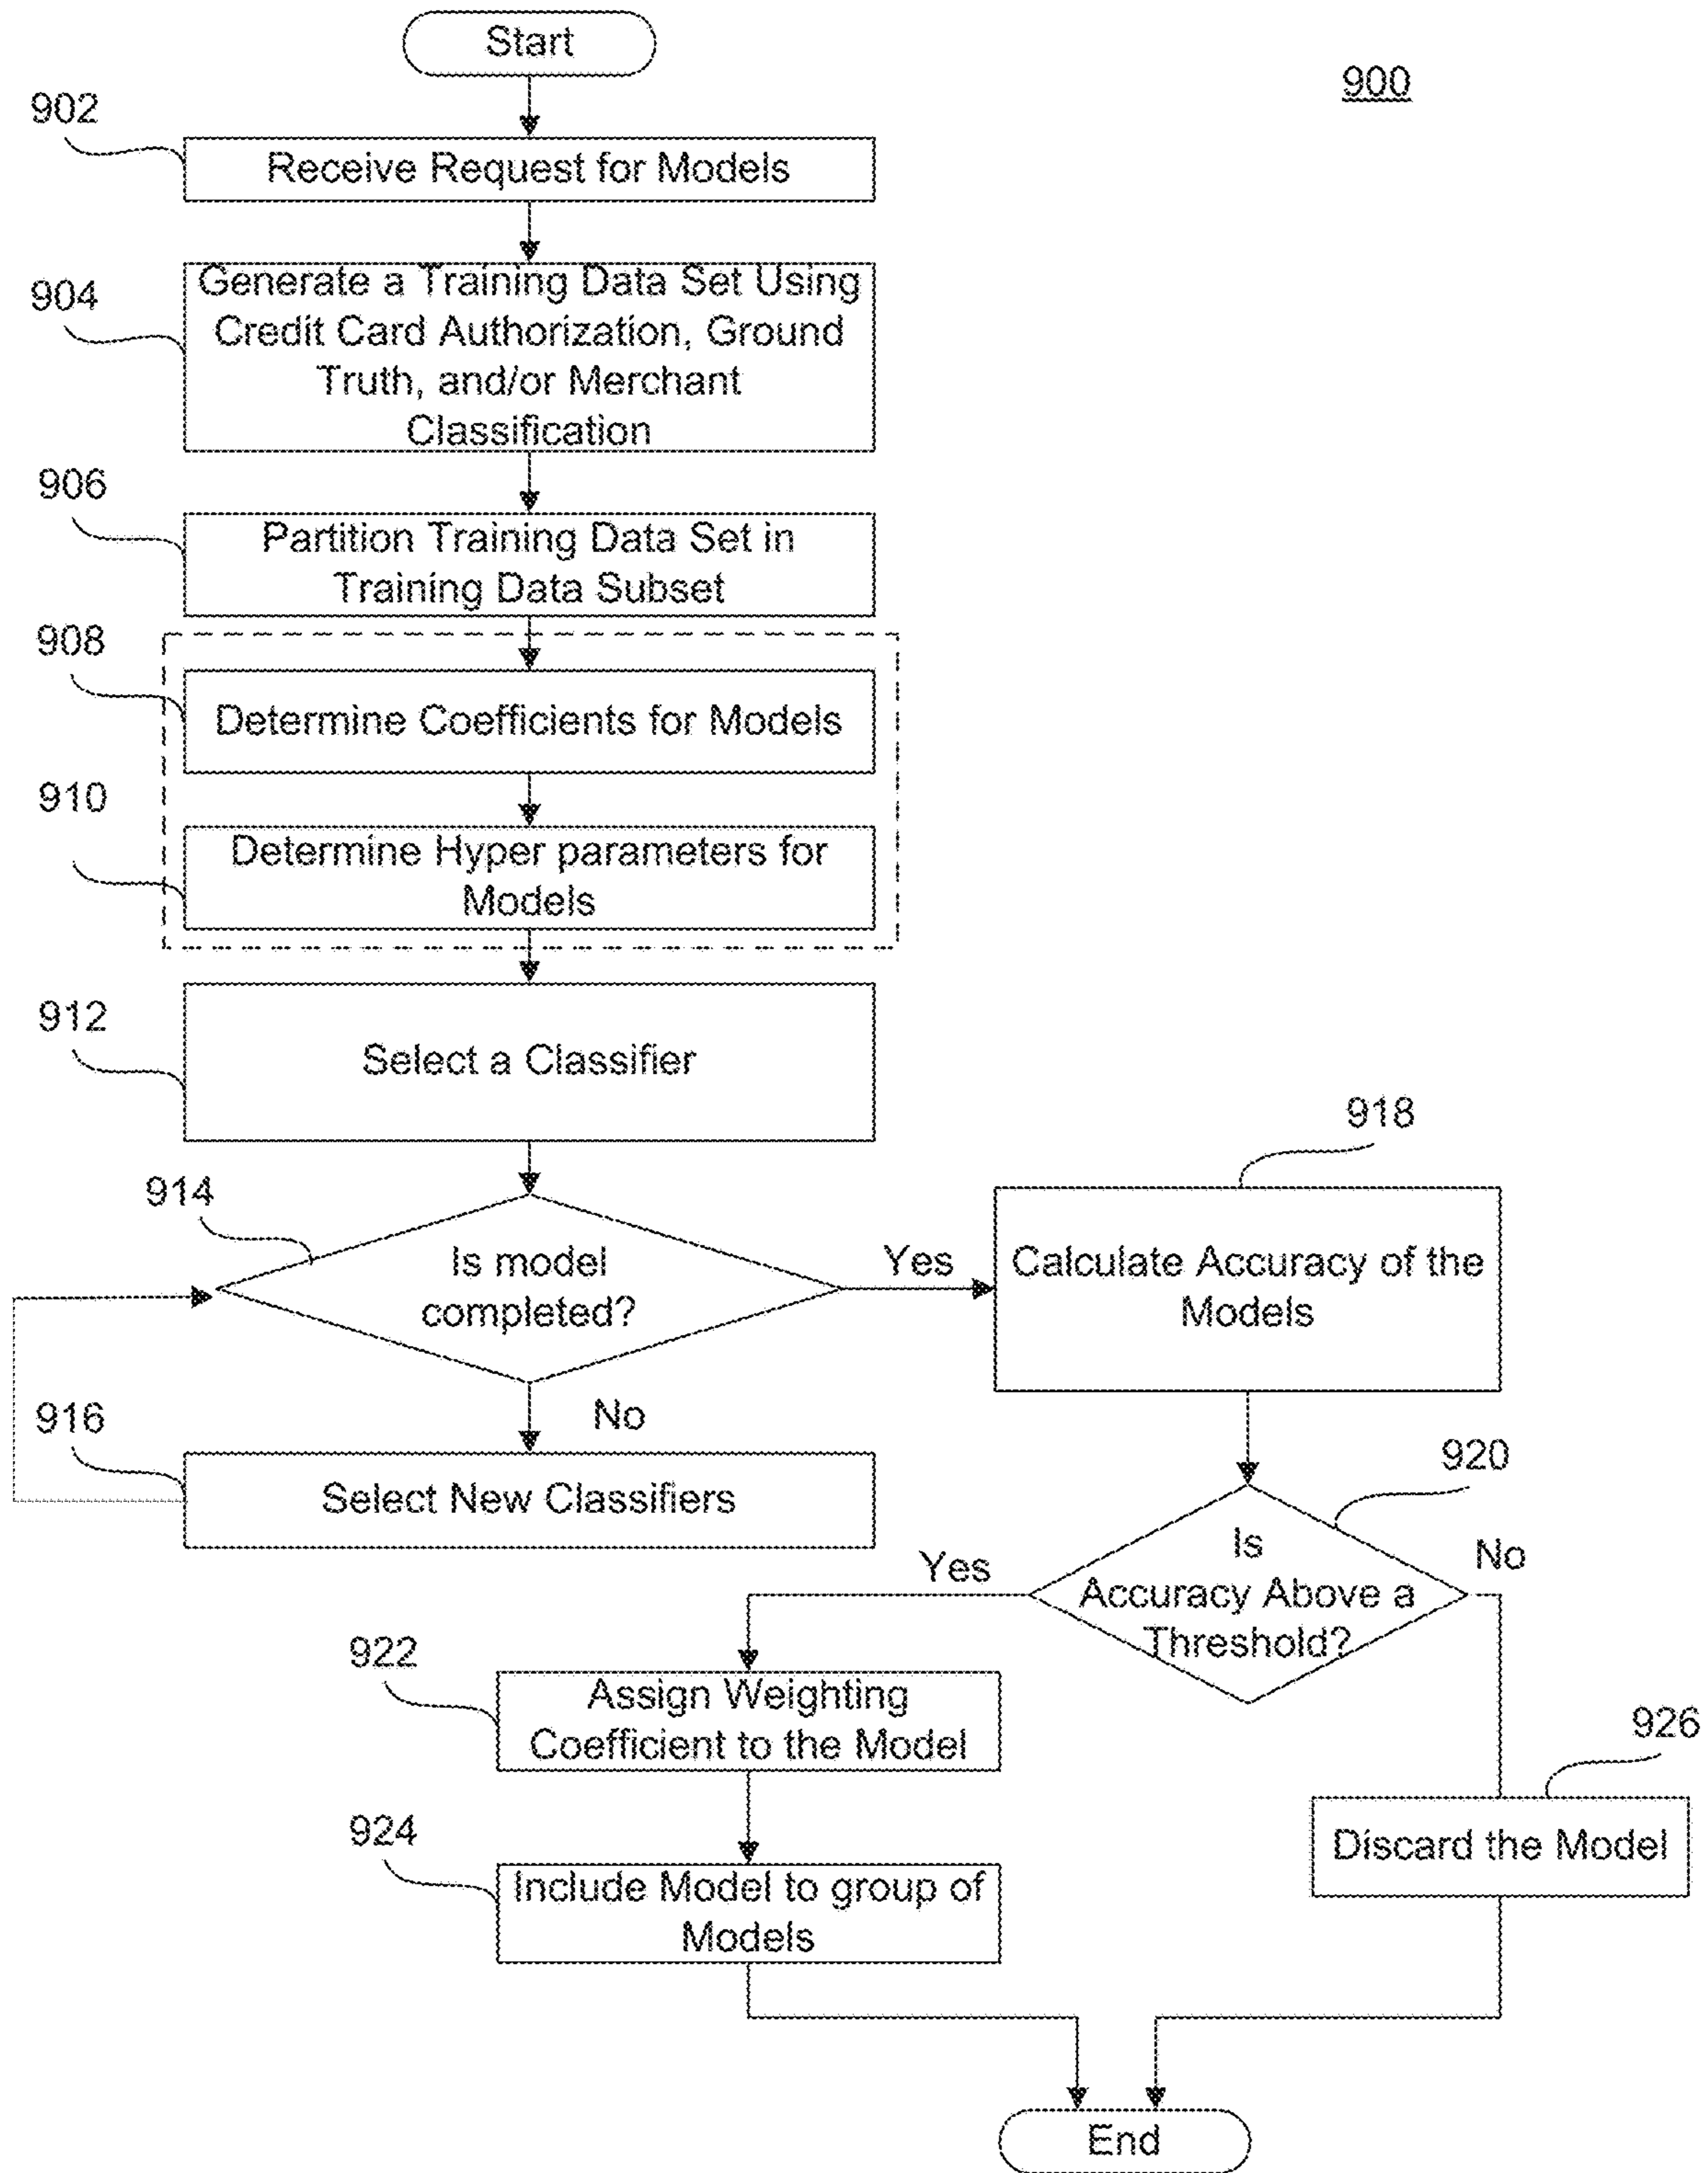 Start
900
902
Receive Request for Models
904
Generate a Training Data Set Using
Credit Card Authorization, Ground
Truth, and/or Merchant
Classification
906
Partition Training Data Set in
Training Data Subset
908
Determine Coefficients for Models
910
Determine Hyper parameters for
Models
912
Select a Classifier
914
Is model
completed?
Yes
No
916
Select New Classifiers
918
Calculate Accuracy of the
Models
920
Is
Accuracy Above a
Threshold?
Yes
No
922
Assign Weighting
Coefficient to the Model
924
Include Model to group of
Models
926
Discard the Model
End